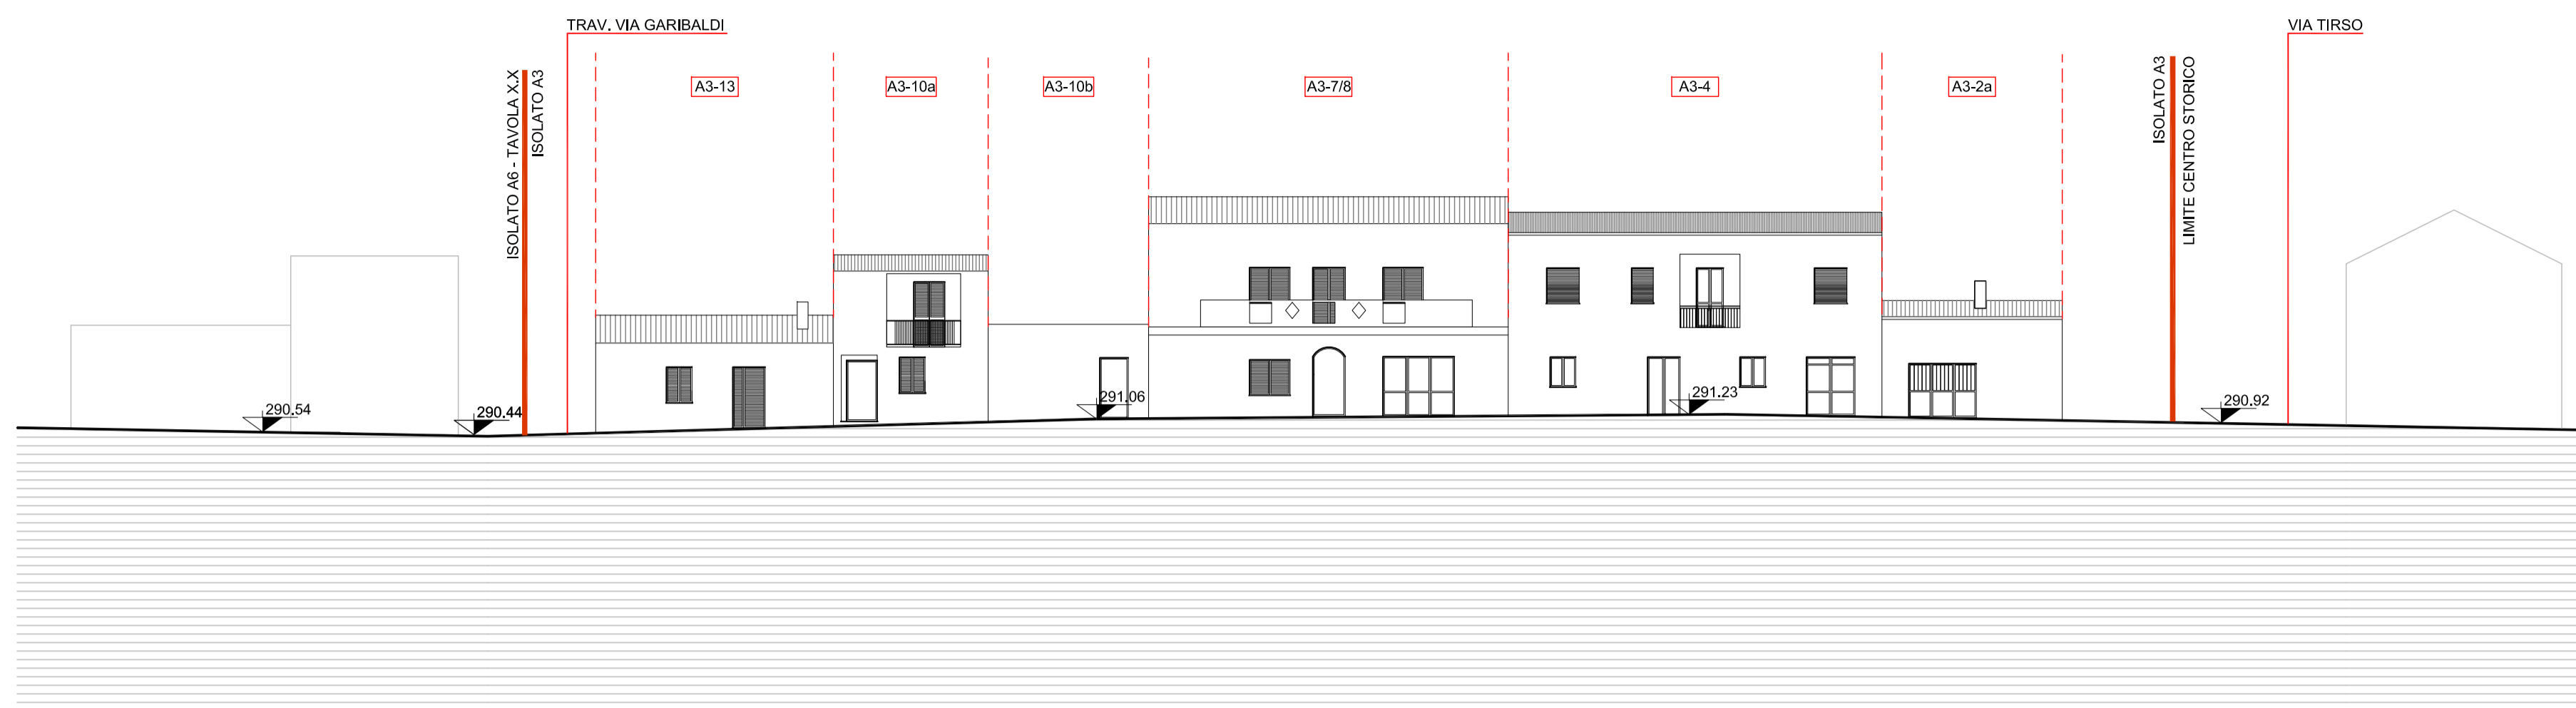 TRAV. VIA GARIBALDI
VIA TIRSO
ISOLATO A6 - TAVOLA X.X
ISOLATO A3
A3-13
A3-10a
A3-10b
A3-7/8
A3-4
A3-2a
ISOLATO A3
LIMITE CENTRO STORICO
290.54
290.44
291.06
291.23
290.92